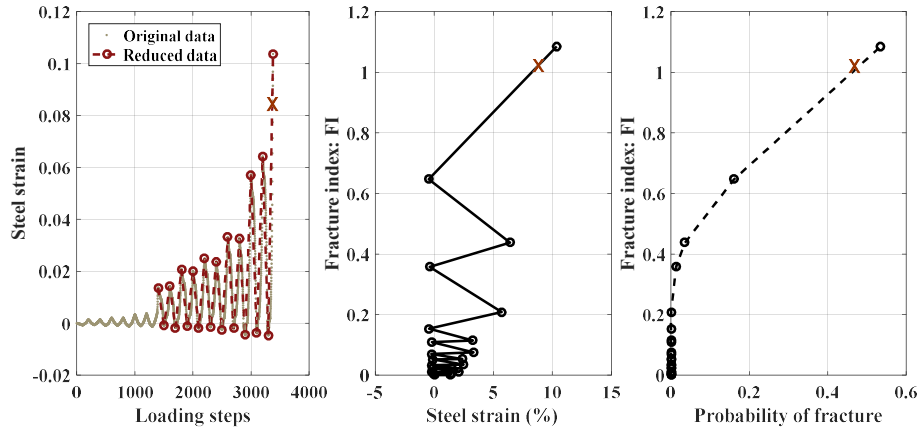 0.12
0.1
0.08
0.06
0.04
0.02
0
-0.02
Steel strain
Original data
Reduced data
X
0 1000 2000 3000 4000
Loading steps
1.2
1
0.8
0.6
0.4
0.2
0
Fracture index: FI
X
-5 0 5 10 15
Steel strain (%)
1.2
1
0.8
0.6
0.4
0.2
0
Fracture index: FI
X
0 0.2 0.4 0.6
Probability of fracture